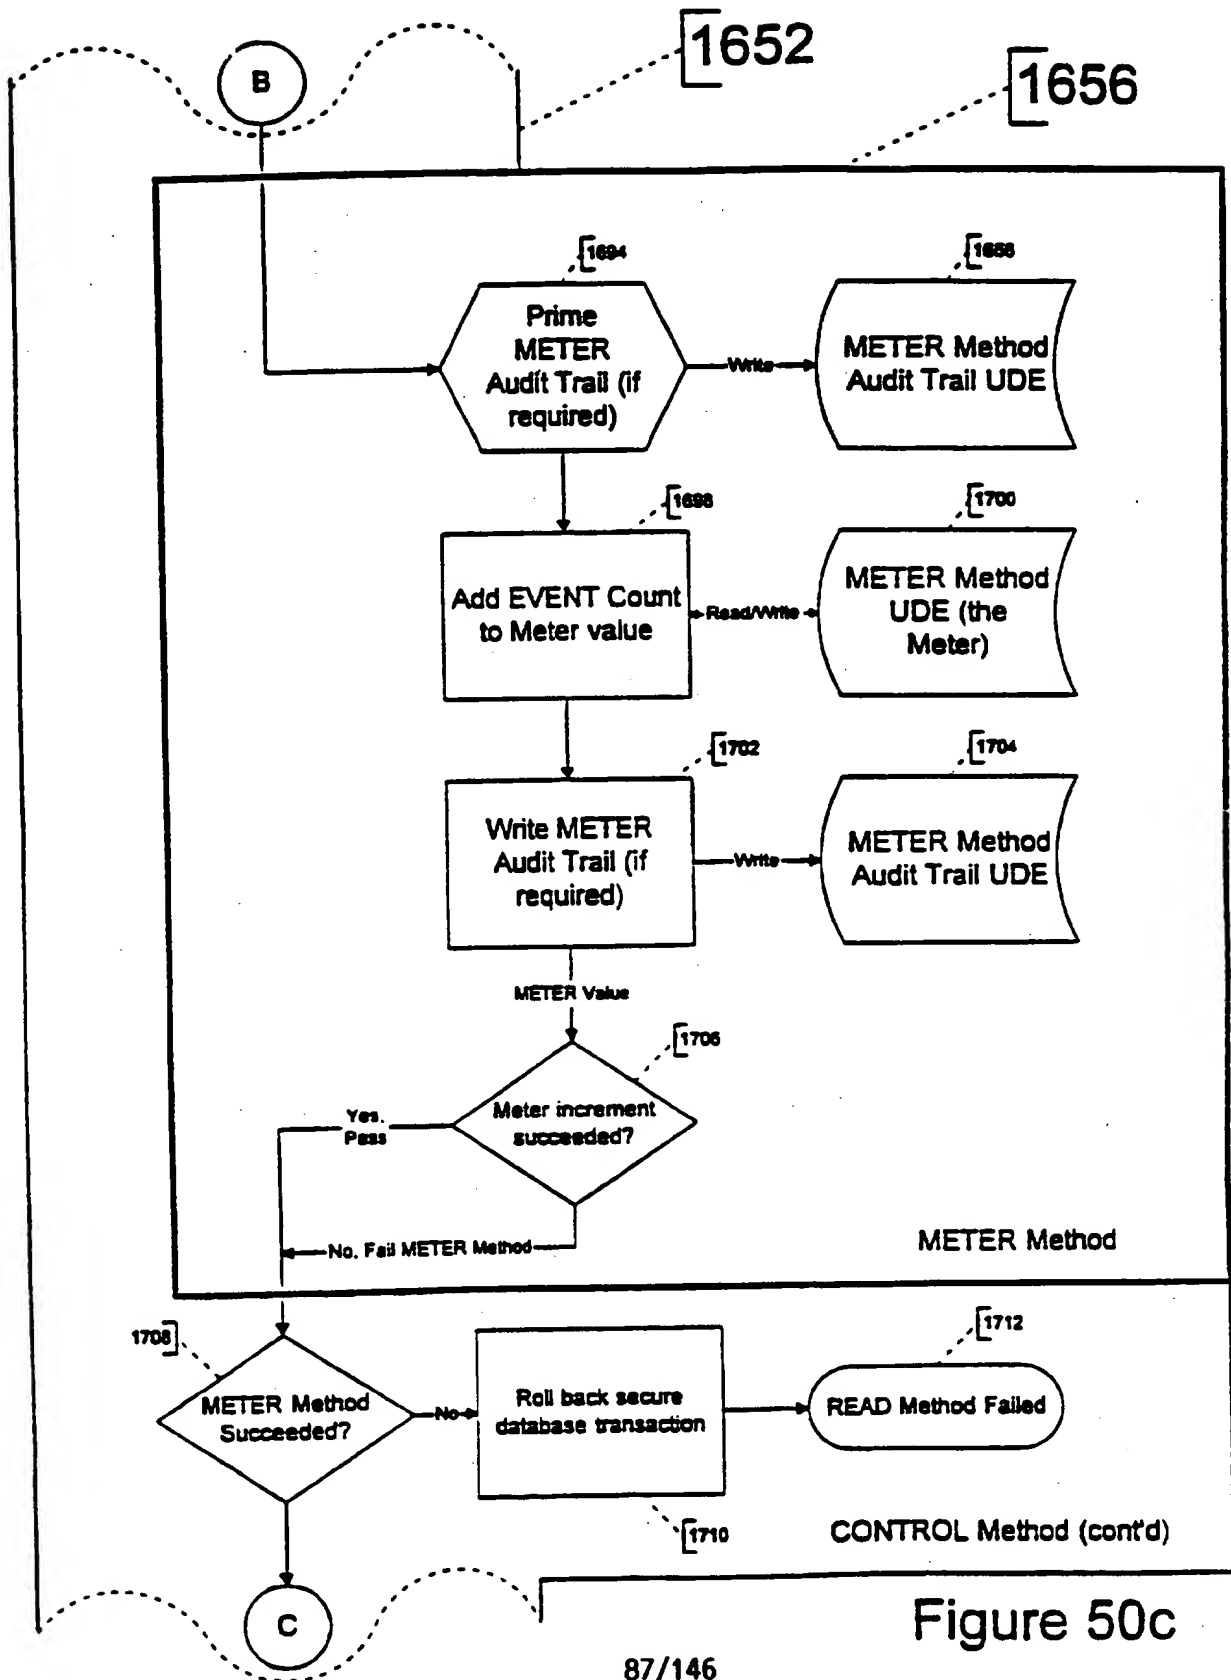 B
1652
1656
1694
Prime
METER
Audit Trail (if
required)
Write
METER Method
Audit Trail UDE
1698
Add EVENT Count
to Meter value
Read/Write
1700
METER Method
UDE (the
Meter)
1702
Write METER
Audit Trail (if
required)
Write
1704
METER Method
Audit Trail UDE
METER Value
1706
Meter increment
succeeded?
Yes,
Pass
No, Fail METER Method
METER Method
1708
METER Method
Succeeded?
No
Roll back secure
database transaction
1710
1712
READ Method Failed
CONTROL Method (cont'd)
C
Figure 50c
87/146